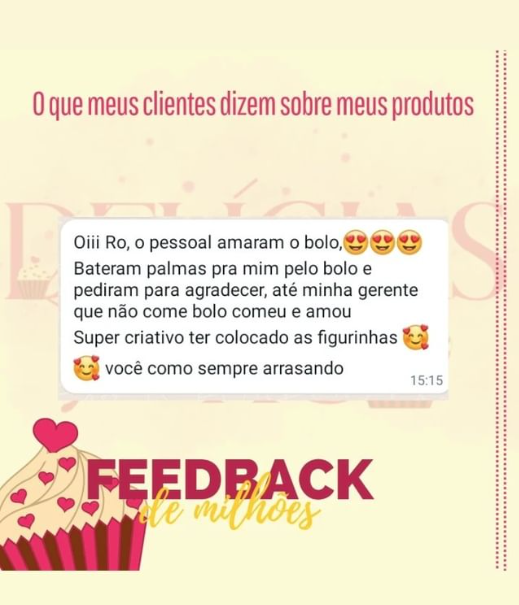 O que meus clientes dizem sobre meus produtos
DELÍCIAS
Oiii Ro, o pessoal amaram o bolo,😍😍😍
Bateram palmas pra mim pelo bolo e
pediram para agradecer, até minha gerente
que não come bolo comeu e amou
Super criativo ter colocado as figurinhas 🥰
🥰 você como sempre arrasando
15:15
FEEDBACK
de milhões